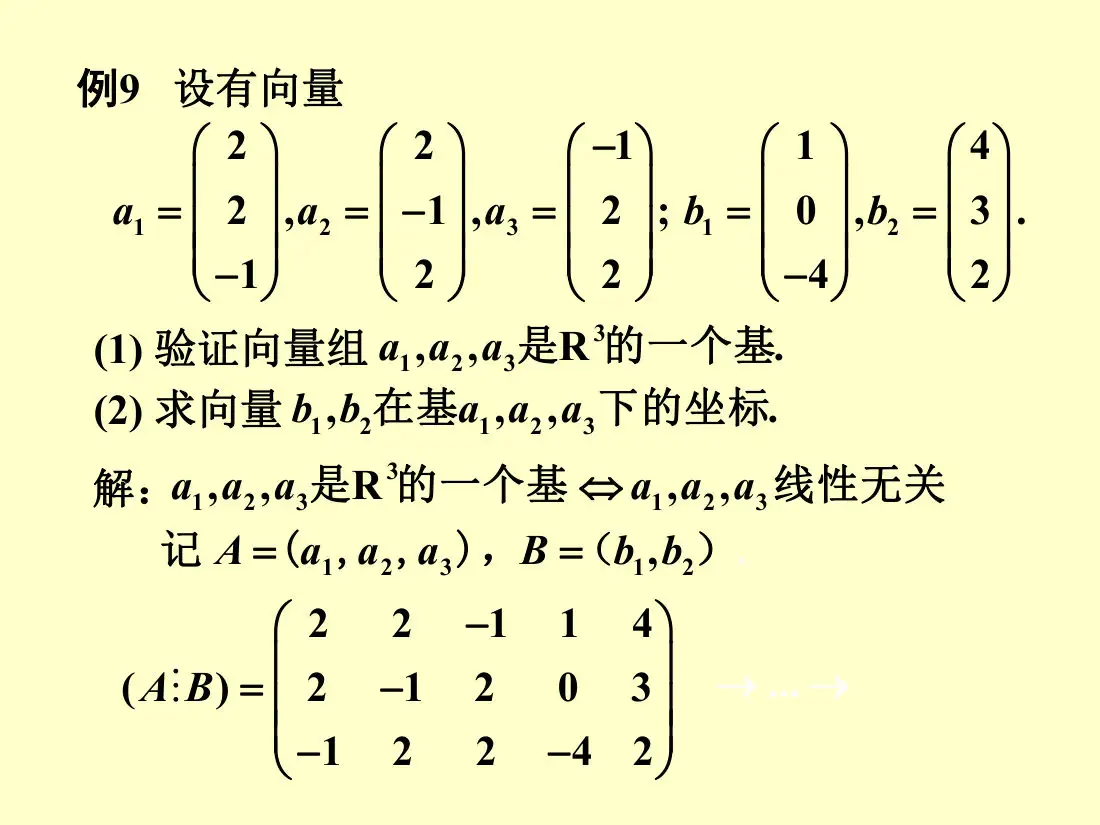 例9 设有向量
a₁ = (2 2 −1), a₂ = (2 −1 2), a₃ = (−1 2 2); b₁ = (1 0 −4), b₂ = (4 3 2).
(1) 验证向量组 a₁,a₂,a₃是R³的一个基.
(2) 求向量 b₁,b₂在基a₁,a₂,a₃下的坐标.
解：a₁,a₂,a₃是R³的一个基 ⇔ a₁,a₂,a₃线性无关
记 A = (a₁, a₂, a₃)，B =（b₁,b₂）.
2 2 −1 1 4
(A⋮B) = 2 −1 2 0 3 → … →
−1 2 2 −4 2